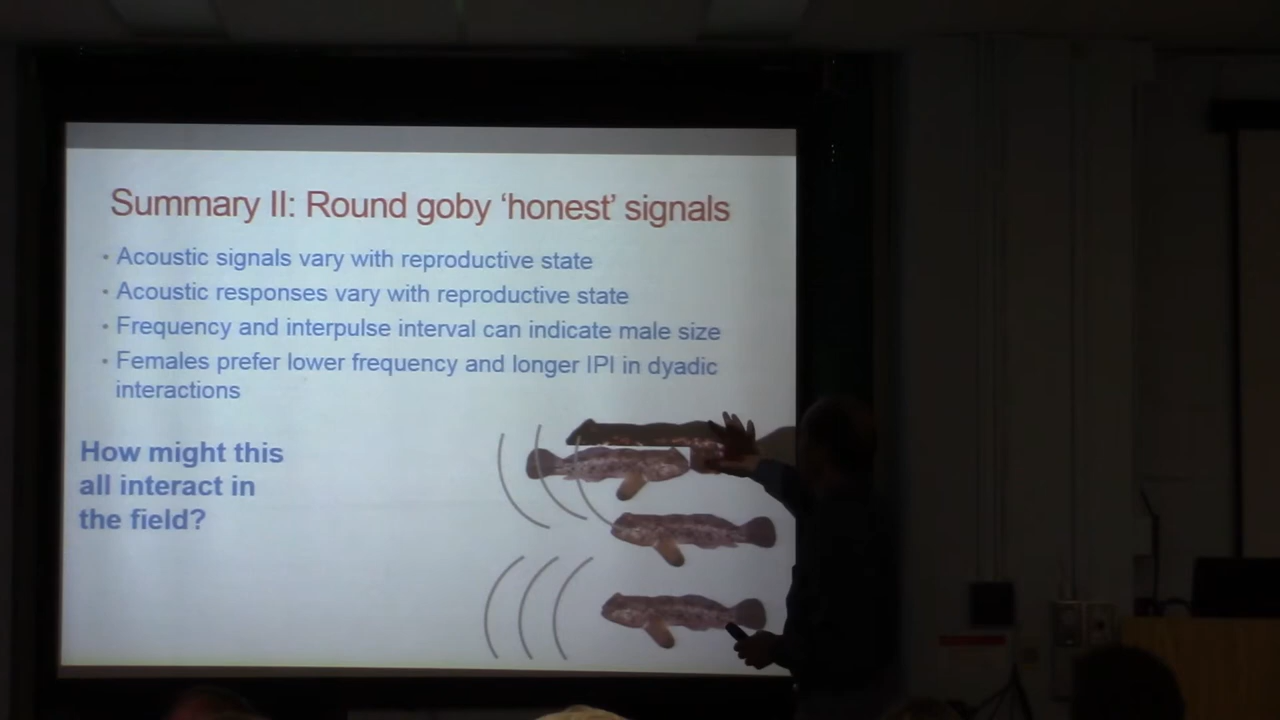 Summary II: Round goby ‘honest’ signals
• Acoustic signals vary with reproductive state
• Acoustic responses vary with reproductive state
• Frequency and interpulse interval can indicate male size
• Females prefer lower frequency and longer IPI in dyadic
interactions
How might this
all interact in
the field?